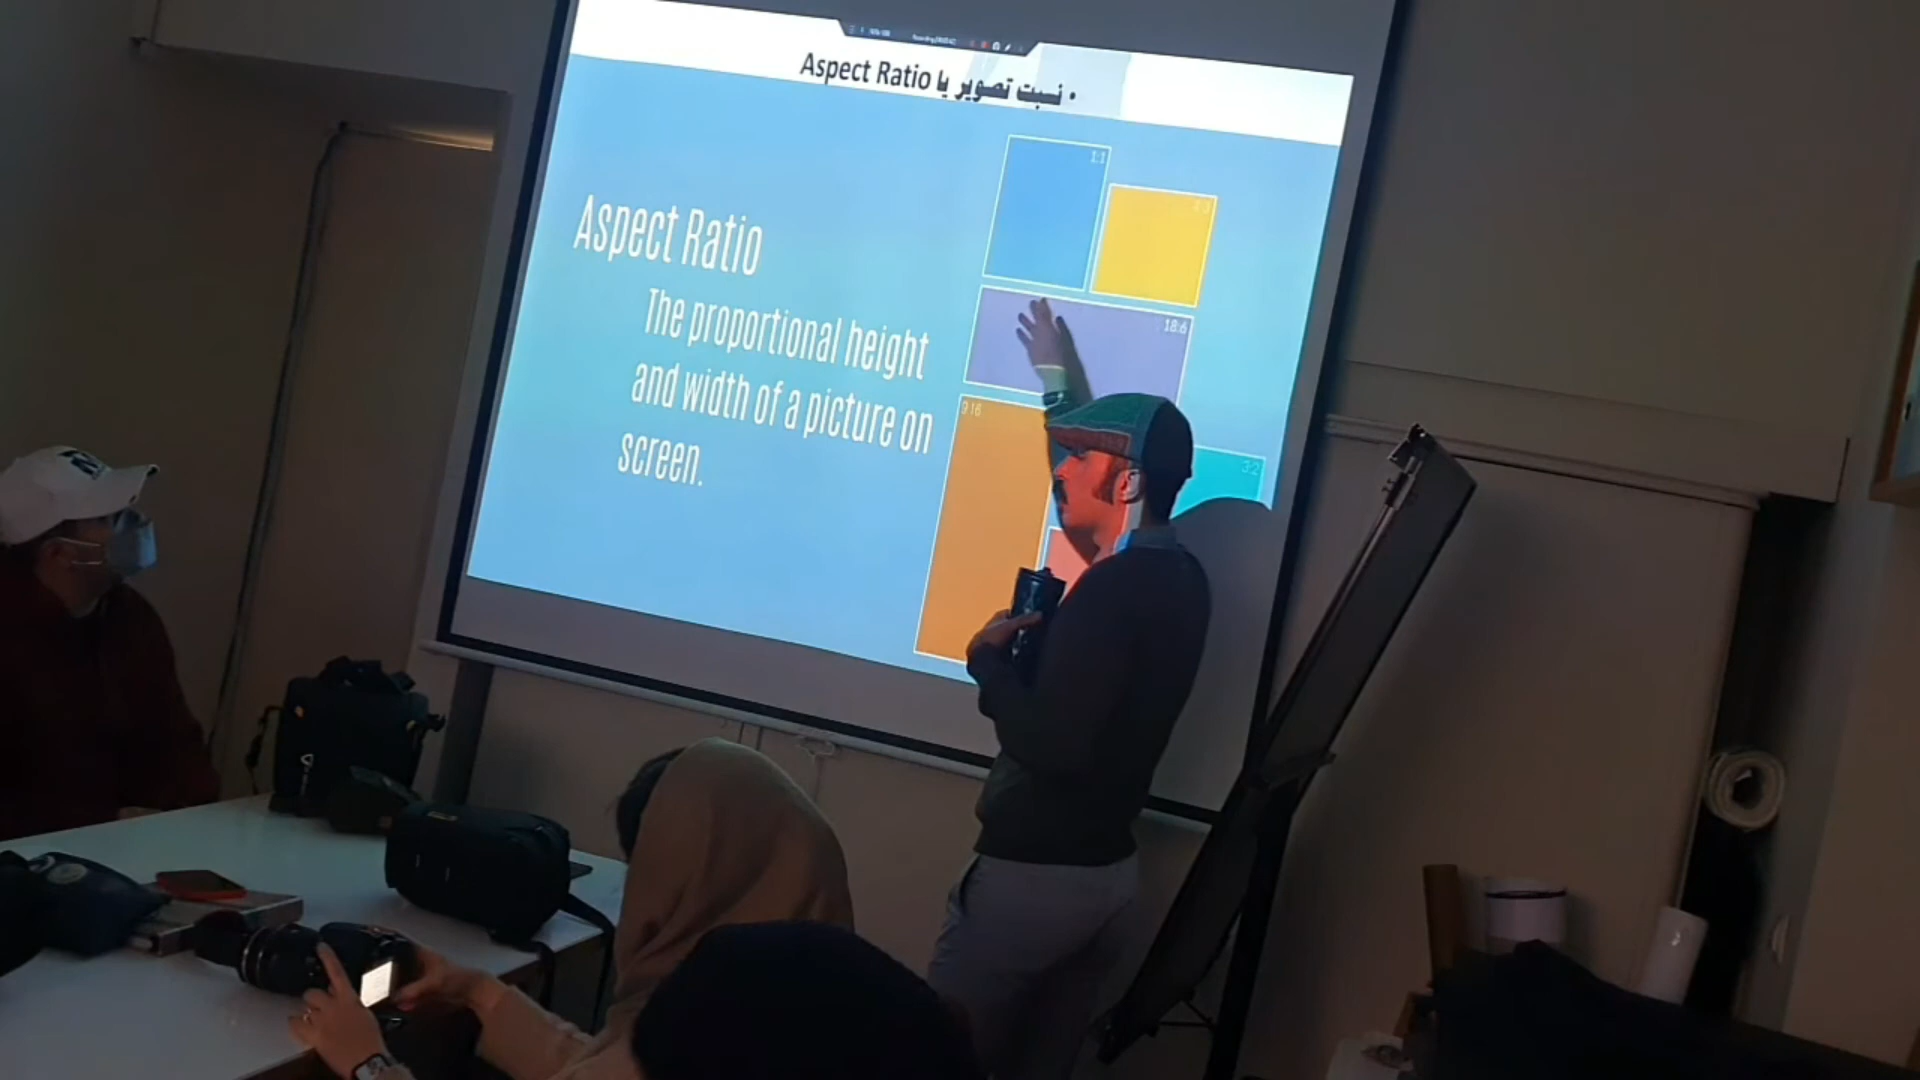 • نسبت تصویر یا Aspect Ratio
Aspect Ratio
The proportional height
and width of a picture on
screen.
1:1
18:6
9:16
3:2